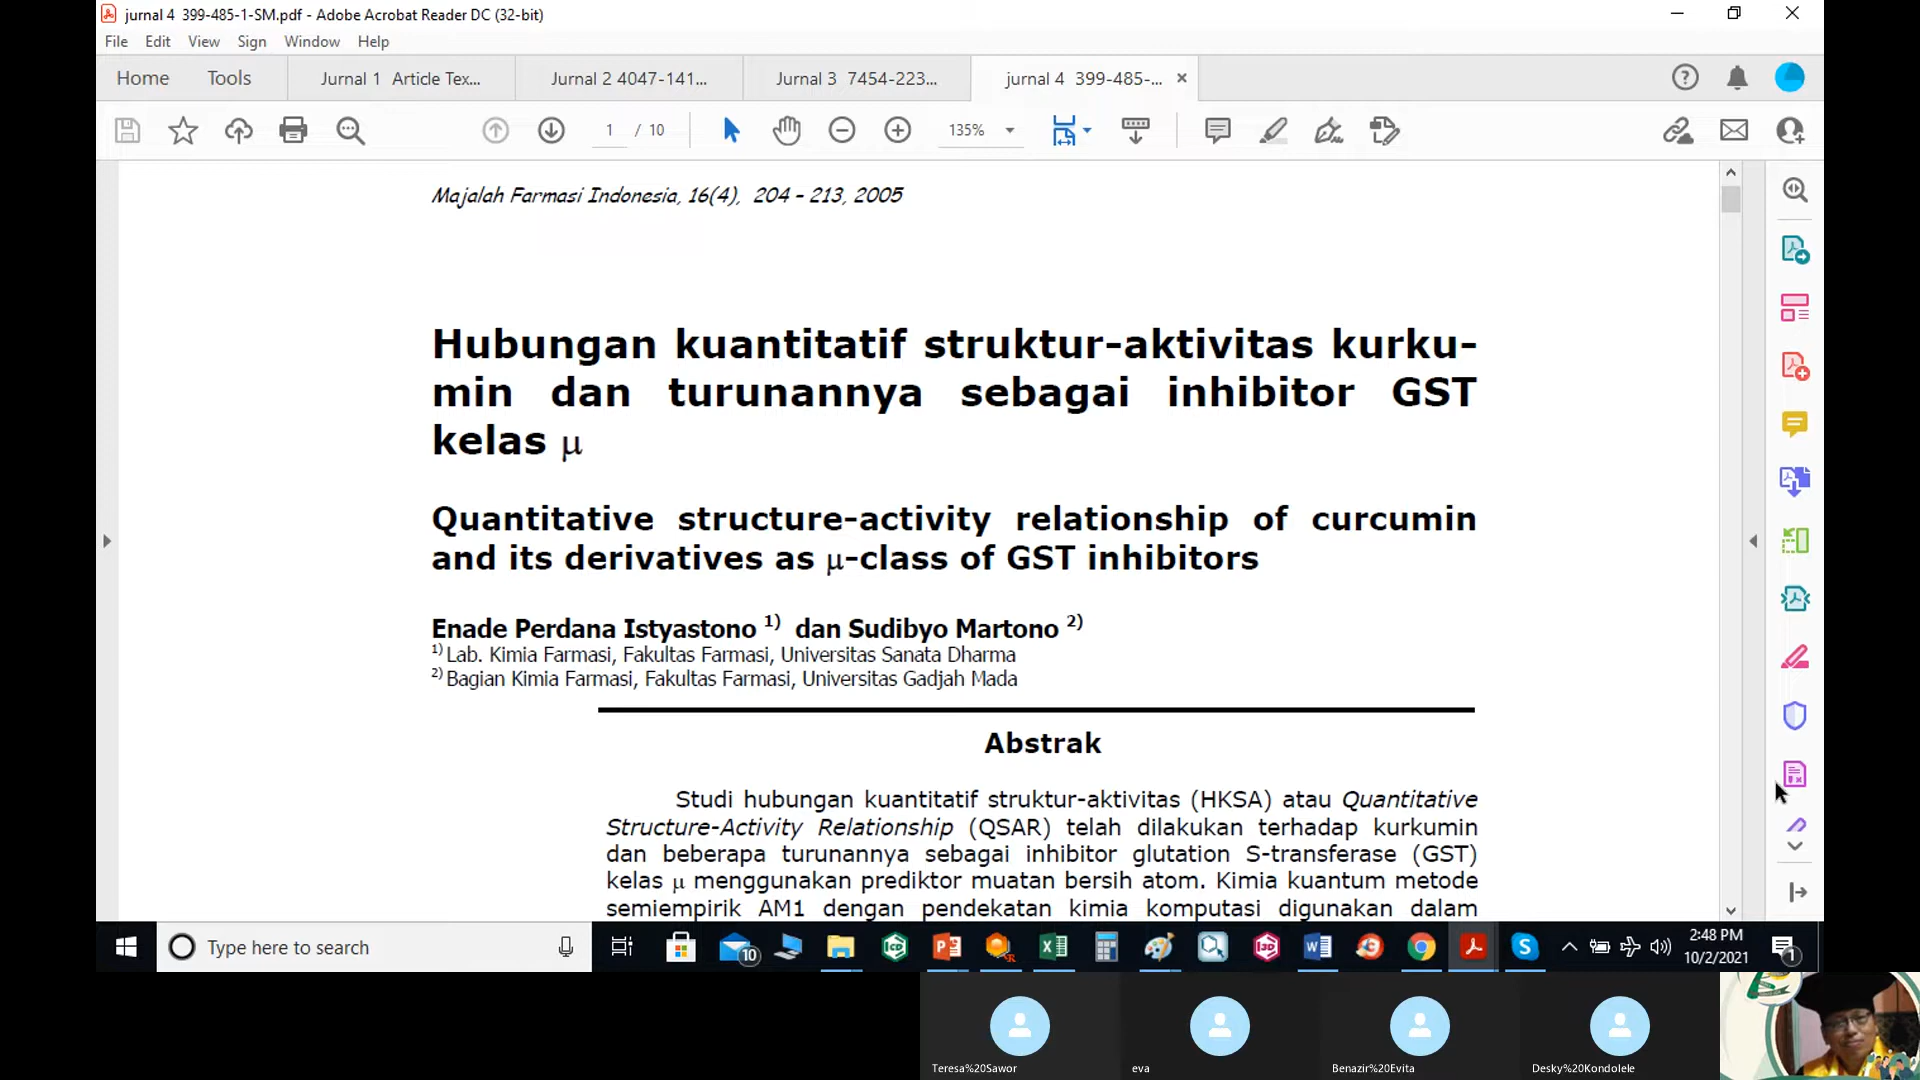 jurnal 4  399-485-1-SM.pdf - Adobe Acrobat Reader DC (32-bit)
File Edit View Sign Window Help
Home Tools Jurnal 1  Article Tex... Jurnal 2 4047-141... Jurnal 3  7454-223... jurnal 4  399-485-... ×
1 / 10 135%
Majalah Farmasi Indonesia, 16(4),  204 – 213, 2005
Hubungan kuantitatif struktur-aktivitas kurku-
min dan turunannya sebagai inhibitor GST
kelas μ
Quantitative structure-activity relationship of curcumin
and its derivatives as μ-class of GST inhibitors
Enade Perdana Istyastono 1)  dan Sudibyo Martono 2)
1) Lab. Kimia Farmasi, Fakultas Farmasi, Universitas Sanata Dharma
2) Bagian Kimia Farmasi, Fakultas Farmasi, Universitas Gadjah Mada
Abstrak
Studi hubungan kuantitatif struktur-aktivitas (HKSA) atau Quantitative
Structure-Activity Relationship (QSAR) telah dilakukan terhadap kurkumin
dan beberapa turunannya sebagai inhibitor glutation S-transferase (GST)
kelas μ menggunakan prediktor muatan bersih atom. Kimia kuantum metode
semiempirik AM1 dengan pendekatan kimia komputasi digunakan dalam
Type here to search
10
2:48 PM
10/2/2021
1
Teresa%20Sawor eva Benazir%20Evita Desky%20Kondolele